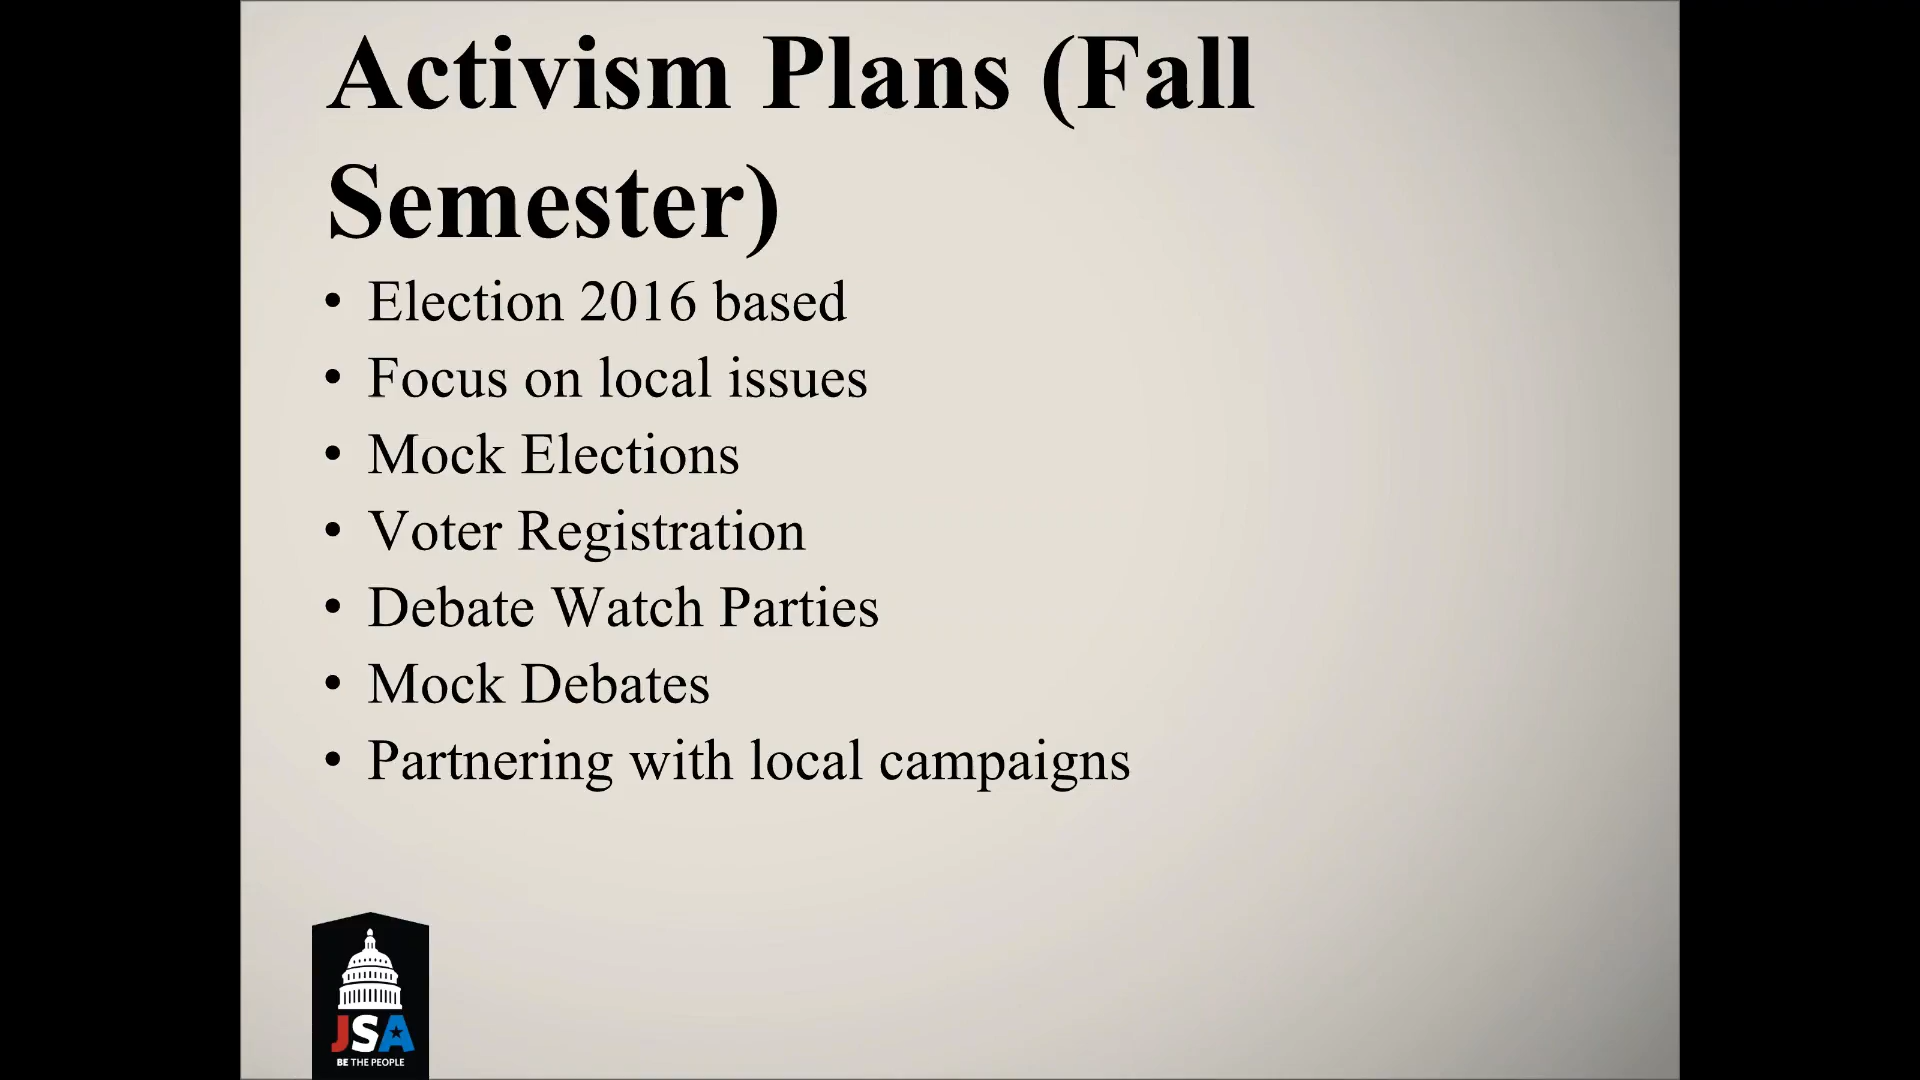 Activism Plans (Fall
Semester)
• Election 2016 based
• Focus on local issues
• Mock Elections
• Voter Registration
• Debate Watch Parties
• Mock Debates
• Partnering with local campaigns
JSA
BE THE PEOPLE